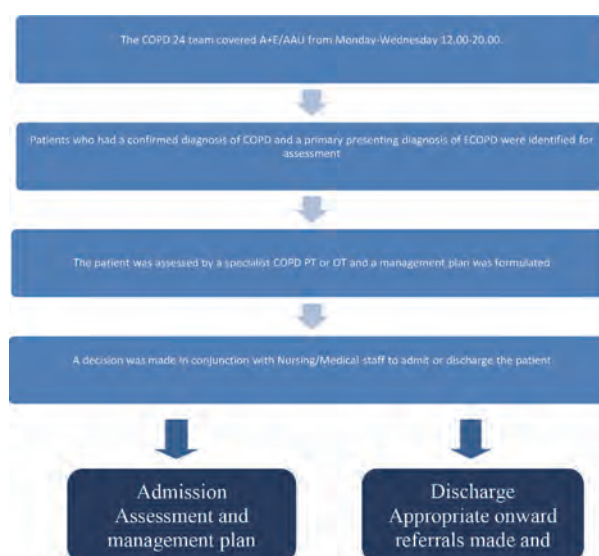 The COPD 24 team covered A+E/AAU from Monday-Wednesday 12.00-20.00.
Patients who had a confirmed diagnosis of COPD and a primary presenting diagnosis of ECOPD were identified for
assessment
The patient was assessed by a specialist COPD PT or OT and a management plan was formulated
A decision was made in conjunction with Nursing/Medical staff to admit or discharge the patient
Admission
Assessment and
management plan
Discharge
Appropriate onward
referrals made and